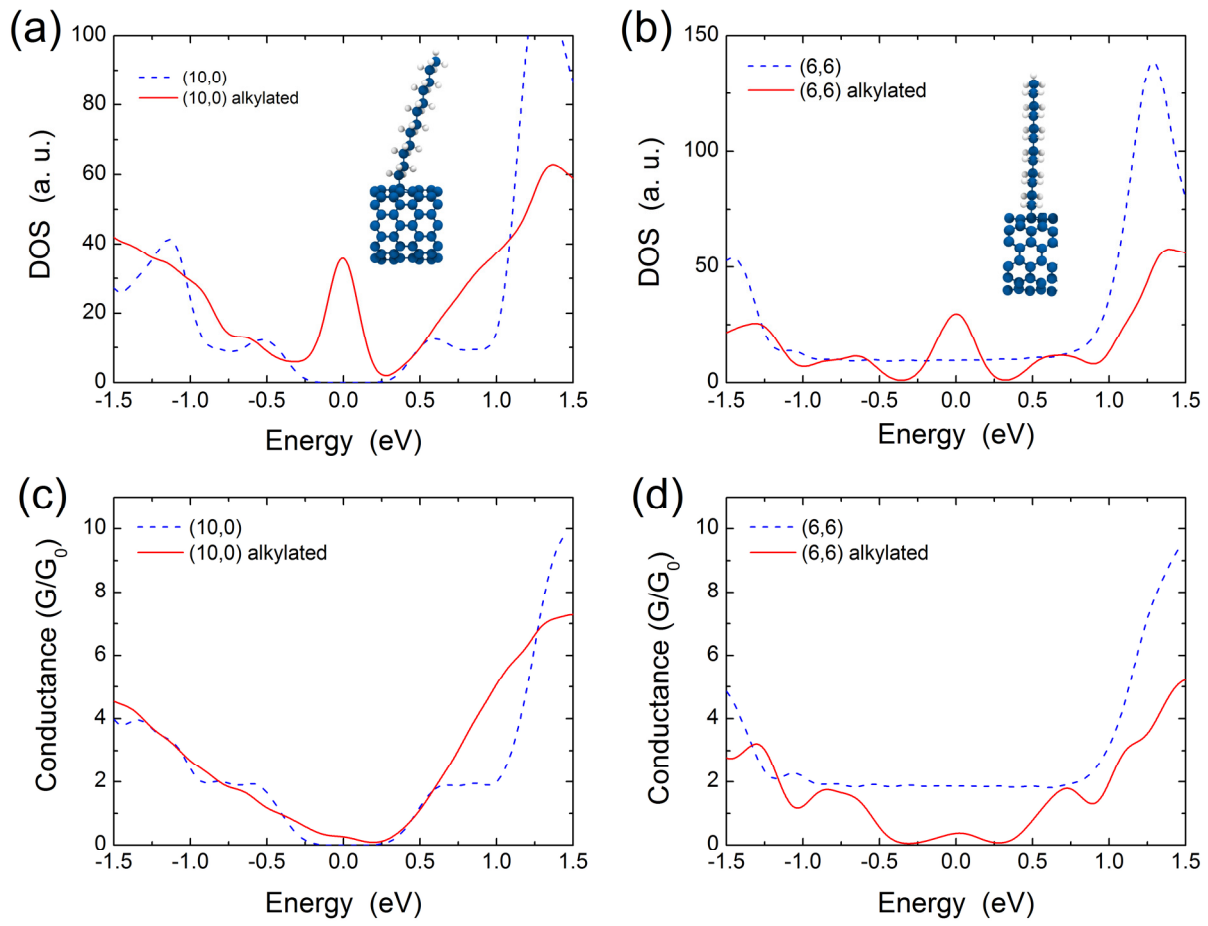 (a)
100
80
60
40
20
0
DOS (a. u.)
(10,0)
(10,0) alkylated
-1.5 -1.0 -0.5 0.0 0.5 1.0 1.5
Energy (eV)
(b)
150
100
50
0
DOS (a. u.)
(6,6)
(6,6) alkylated
-1.5 -1.0 -0.5 0.0 0.5 1.0 1.5
Energy (eV)
(c)
10
8
6
4
2
0
Conductance (G/G₀)
(10,0)
(10,0) alkylated
-1.5 -1.0 -0.5 0.0 0.5 1.0 1.5
Energy (eV)
(d)
10
8
6
4
2
0
Conductance (G/G₀)
(6,6)
(6,6) alkylated
-1.5 -1.0 -0.5 0.0 0.5 1.0 1.5
Energy (eV)